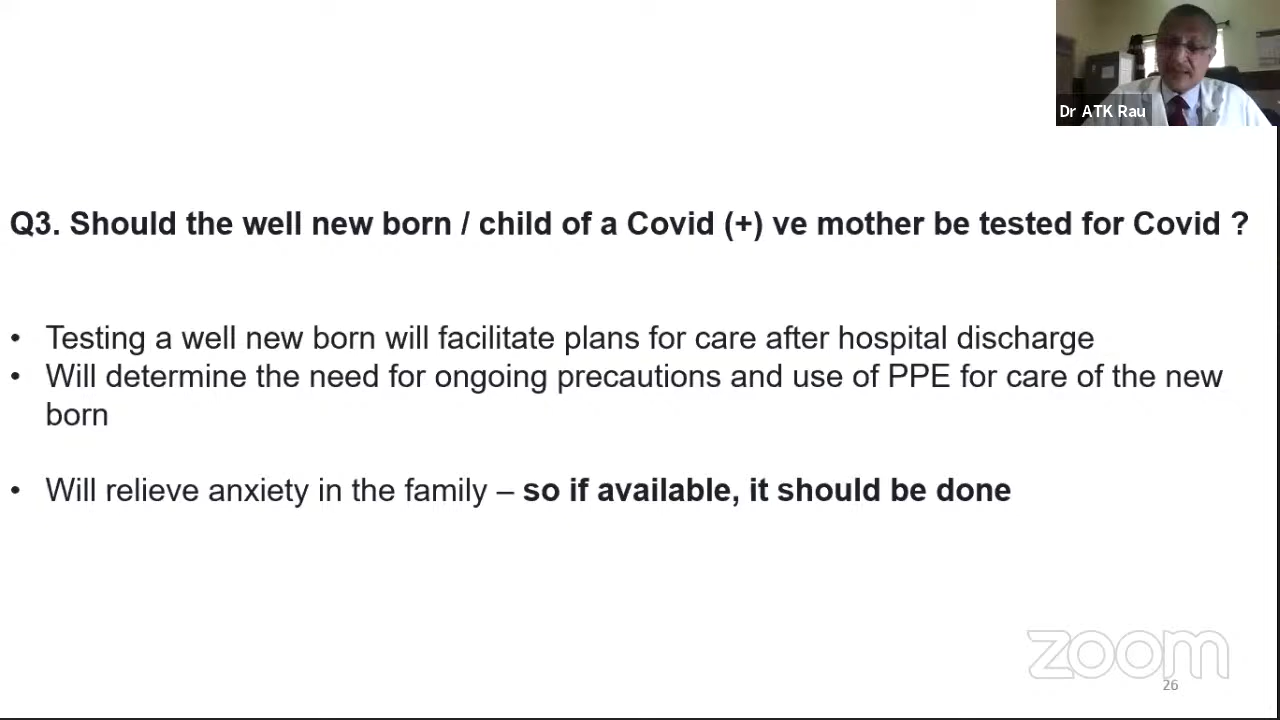 Dr ATK Rau
Q3. Should the well new born / child of a Covid (+) ve mother be tested for Covid ?
• Testing a well new born will facilitate plans for care after hospital discharge
• Will determine the need for ongoing precautions and use of PPE for care of the new
born
• Will relieve anxiety in the family – so if available, it should be done
zoom
26